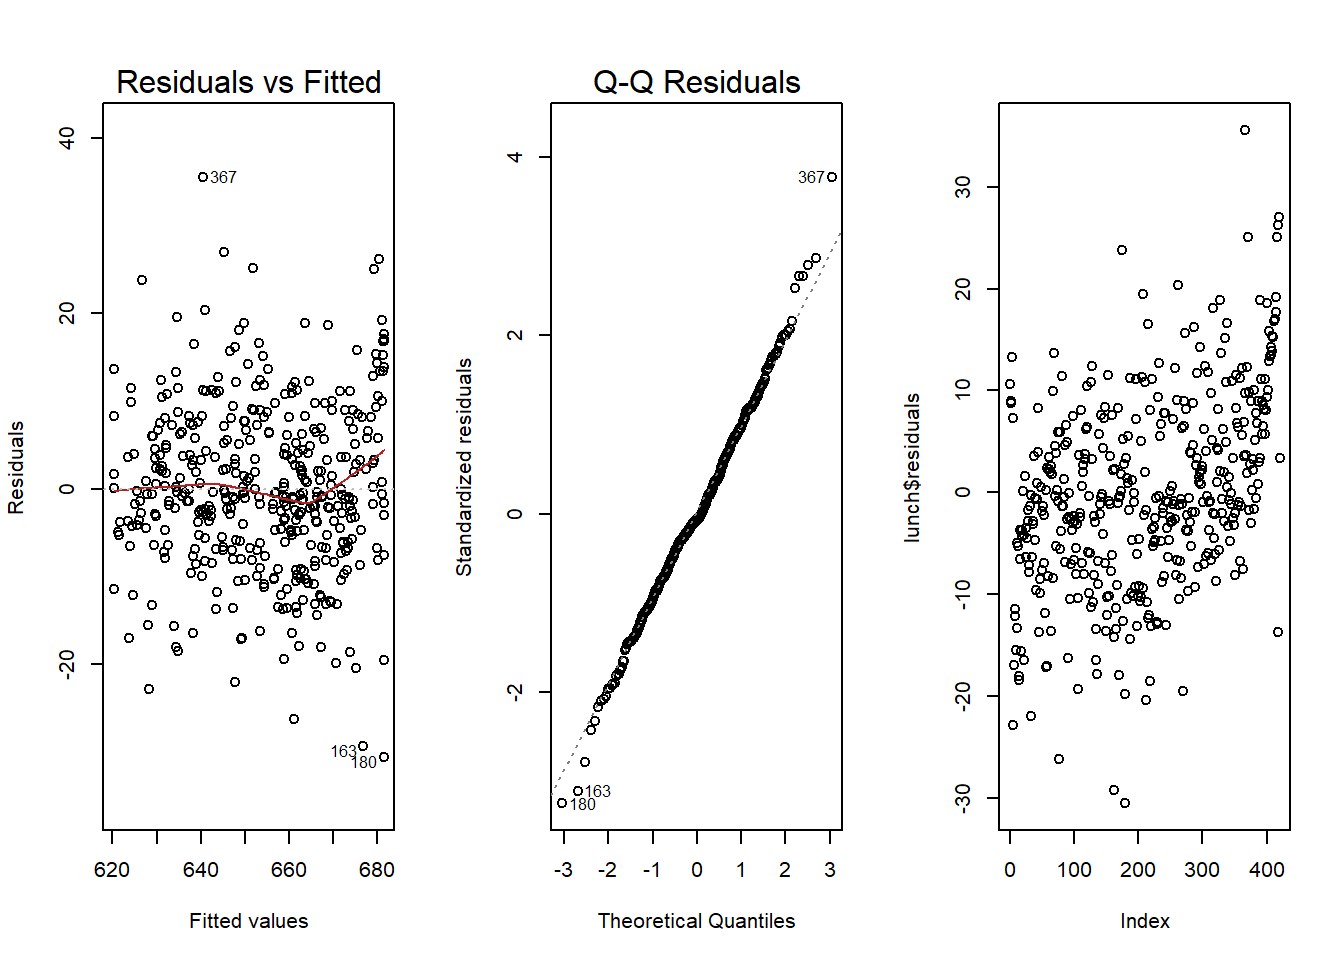 Residuals vs Fitted
Residuals
40
20
0
-20
367
163
180
620
640
660
680
Fitted values
Q-Q Residuals
Standardized residuals
4
2
0
-2
367
163
180
-3 -2 -1 0 1 2 3
Theoretical Quantiles
lunch$residuals
30
20
10
0
-10
-20
-30
0 100 200 300 400
Index